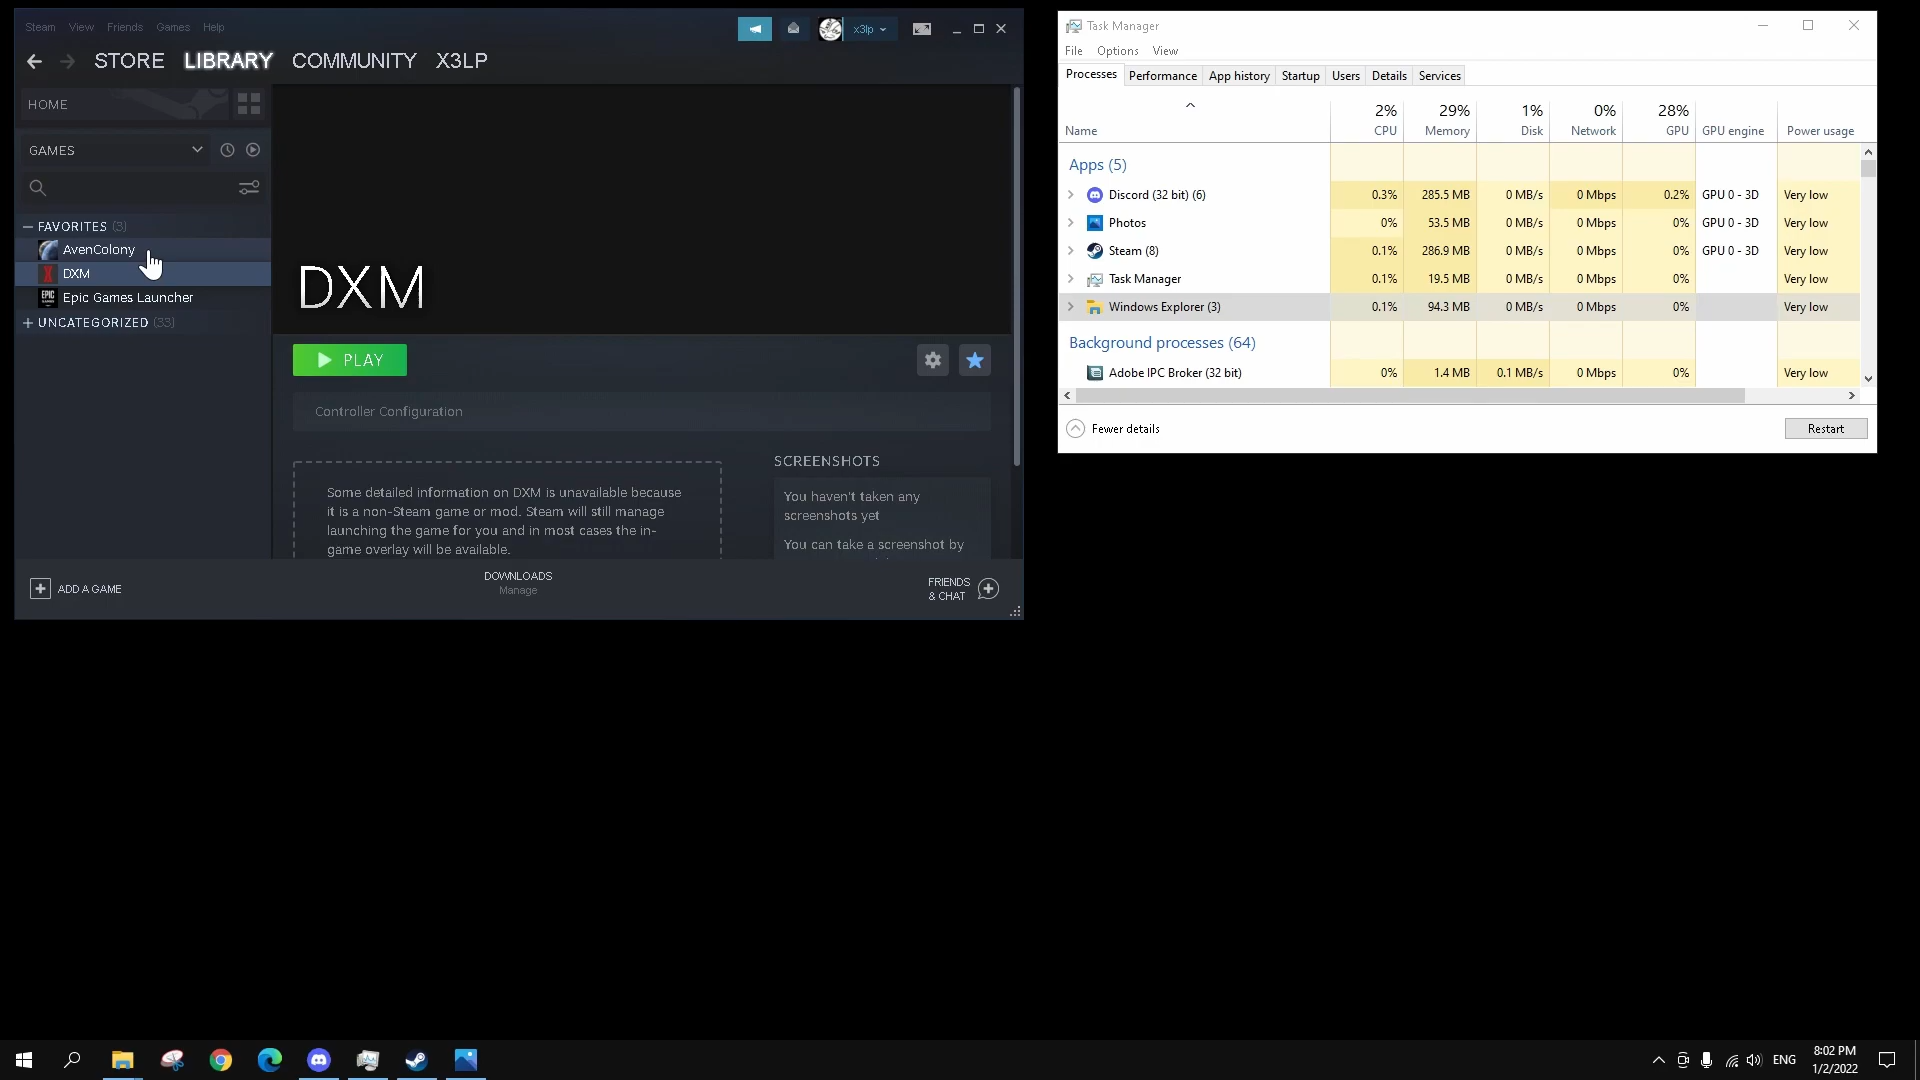 Steam View Friends Games Help
x3lp
STORE LIBRARY COMMUNITY X3LP
HOME
GAMES
FAVORITES (3)
AvenColony
DXM
Epic Games Launcher
UNCATEGORIZED (33)
DXM
PLAY
Controller Configuration
Some detailed information on DXM is unavailable because
it is a non-Steam game or mod. Steam will still manage
launching the game for you and in most cases the in-
game overlay will be available.
SCREENSHOTS
You haven't taken any
screenshots yet
You can take a screenshot by
ADD A GAME
DOWNLOADS
Manage
FRIENDS
& CHAT
Task Manager
File Options View
Processes Performance App history Startup Users Details Services
2% 29% 1% 0% 28%
Name CPU Memory Disk Network GPU GPU engine Power usage
Apps (5)
Discord (32 bit) (6) 0.3% 285.5 MB 0 MB/s 0 Mbps 0.2% GPU 0 - 3D Very low
Photos 0% 53.5 MB 0 MB/s 0 Mbps 0% GPU 0 - 3D Very low
Steam (8) 0.1% 286.9 MB 0 MB/s 0 Mbps 0% GPU 0 - 3D Very low
Task Manager 0.1% 19.5 MB 0 MB/s 0 Mbps 0% Very low
Windows Explorer (3) 0.1% 94.3 MB 0 MB/s 0 Mbps 0% Very low
Background processes (64)
Adobe IPC Broker (32 bit) 0% 1.4 MB 0.1 MB/s 0 Mbps 0% Very low
Fewer details
Restart
ENG
8:02 PM
1/2/2022